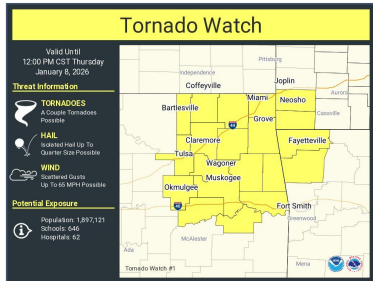 Tornado Watch
Valid Until
12:00 PM CST Thursday
January 8, 2026
Threat Information
TORNADOES
A Couple Tornadoes
Possible
HAIL
Isolated Hail Up To
Quarter Size Possible
WIND
Scattered Gusts
Up To 65 MPH Possible
Potential Exposure
Population: 1,897,121
Schools: 646
Hospitals: 62
Pittsburg
Independence
Joplin
Coffeyville
Aurora
Miami
Neosho
Bartlesville
Cassville
Grove
44
Claremore
Fayetteville
Tulsa
Wagoner
Muskogee
Okmulgee
40
Fort Smith
Greenwood
McAlester
Ada
Mena
Tornado Watch #1